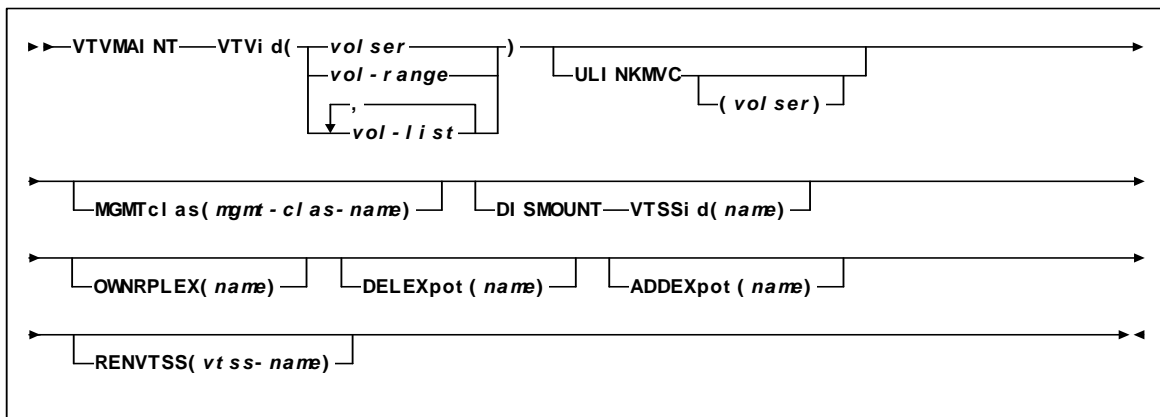 VTVMAINT VTVid( volser ) ULINKMVC
vol-range
(volser)
,
vol-list
MGMTclas(mgmt-clas-name) DISMOUNT VTSSid(name)
OWNRPLEX(name) DELEXpot(name) ADDEXpot(name)
RENVTSS(vtss-name)